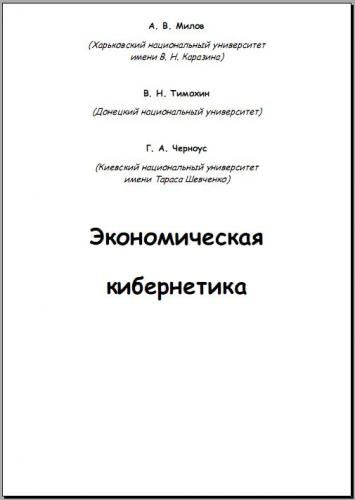 А. В. Милов
(Харьковский национальный университет
имени В. Н. Каразина)
В. Н. Тимохин
(Донецкий национальный университет)
Г. А. Черноус
(Киевский национальный университет
имени Тараса Шевченко)
Экономическая
кибернетика